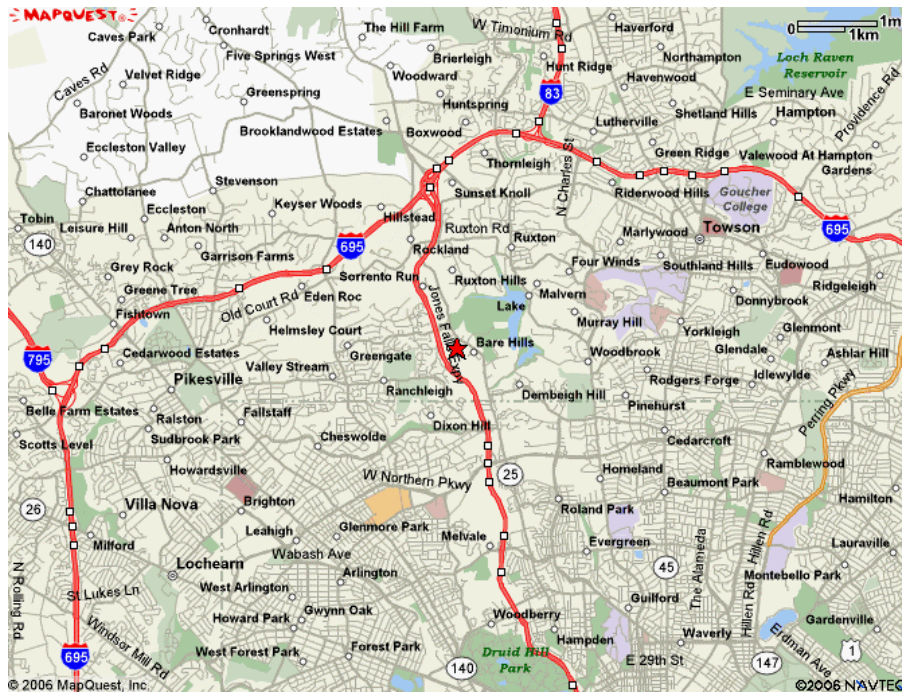 MAPQUEST
Cronhardt
Caves Park
Five Springs West
The Hill Farm
W Timonium Rd
Haverford
0
1m
1km
Brierleigh
Northampton
Loch Raven
Reservoir
Caves Rd
Velvet Ridge
Woodward
Hunt Ridge
Havenwood
Greenspring
83
E Seminary Ave
Baronet Woods
Huntspring
Shetland Hills
Hampton
Providence Rd
Brooklandwood Estates
Boxwood
Lutherville
Eccleston Valley
Thornleigh
N Charles St
Green Ridge
Valewood At Hampton
Gardens
Chattolanee
Stevenson
Sunset Knoll
Riderwood Hills
Goucher
College
Tobin
Eccleston
Keyser Woods
Hillstead
Leisure Hill
Anton North
Ruxton Rd
Marlywood
Towson
140
695
Rockland
Ruxton
695
Garrison Farms
Four Winds
Southland Hills
Eudowood
Grey Rock
Sorrento Run
Ruxton Hills
Ridgeleigh
Greene Tree
Old Court Rd
Eden Roc
Malvern
Donnybrook
Fishtown
Jones Falls Expy
Lake
Helmsley Court
Murray Hill
Yorkleigh
Glenmont
795
Cedarwood Estates
Greengate
Bare Hills
Woodbrook
Glendale
Ashlar Hill
Pikesville
Valley Stream
Rodgers Forge
Idlewylde
Perring Pkwy
Ranchleigh
Dembeigh Hill
Pinehurst
Belle Farm Estates
Ralston
Fallstaff
Dixon Hill
Scotts Level
Sudbrook Park
Cheswolde
Cedarcroft
Howardsville
Homeland
Ramblewood
W Northern Pkwy
25
Beaumont Park
Brighton
Hamilton
26
Villa Nova
Roland Park
Glenmore Park
Leahigh
Melvale
Hillen Rd
Milford
Wabash Ave
Evergreen
Lauraville
Lochearn
45
The Alameda
Arlington
Montebello Park
N Rolling Rd
St Lukes Ln
West Arlington
Guilford
Hillen Rd
Gwynn Oak
Woodberry
Howard Park
Gardenville
Windsor Mill Rd
Hampden
Waverly
Erdman Ave
West Forest Park
Forest Park
Druid Hill
Park
E 29th St
1
695
140
147
© 2006 MapQuest, Inc.
©2006 NAVTEQ